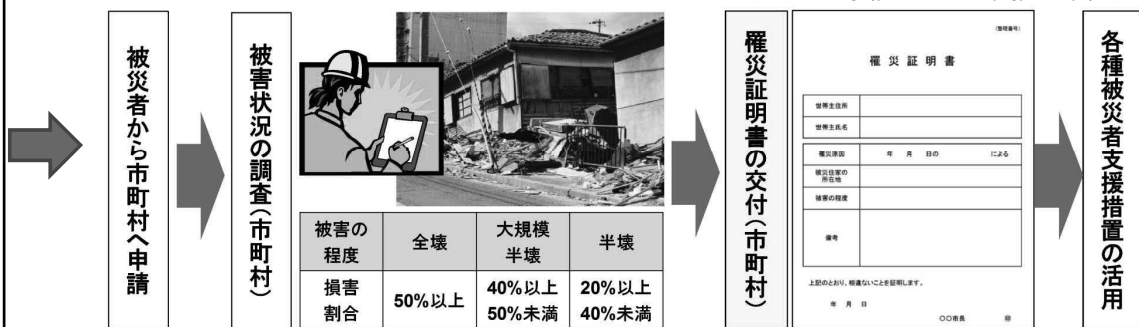 被災者から市町村へ申請
被害状況の調査(市町村)
被害の程度 全壊 大規模半壊 半壊
損害割合 50%以上 40%以上50%未満 20%以上40%未満
罹災証明書の交付(市町村)
(整理番号)
罹災証明書
世帯主住所
世帯主氏名
罹災原因 年 月 日の による
被災住家の所在地
被害の程度
備考
上記のとおり、相違ないことを証明します。
年 月 日
〇〇市長 ㊞
各種被災者支援措置の活用